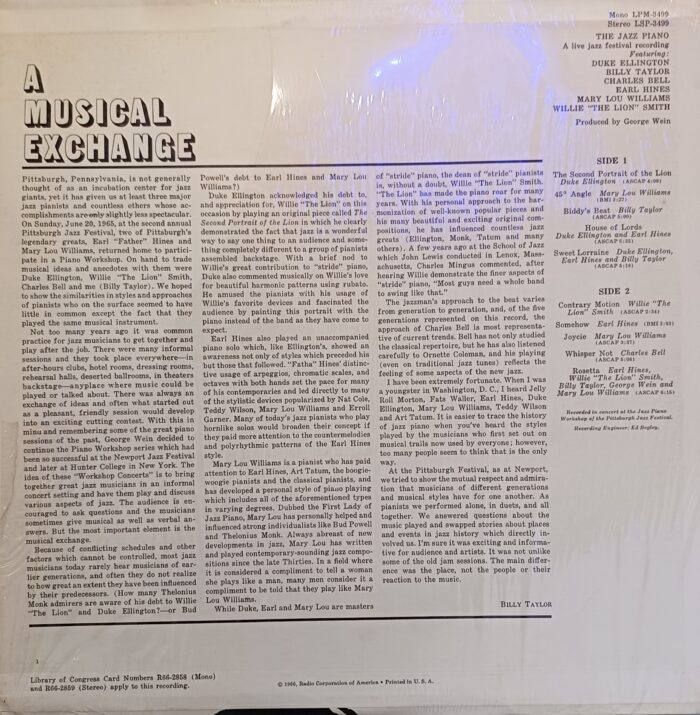 Mono LPM-3499
Stereo LSP-3499
THE JAZZ PIANO
A live jazz festival recording
Featuring:
DUKE ELLINGTON
BILLY TAYLOR
CHARLES BELL
EARL HINES
MARY LOU WILLIAMS
WILLIE "THE LION" SMITH
Produced by George Wein
A
MUSICAL
EXCHANGE
Pittsburgh, Pennsylvania, is not generally
thought of as an incubation center for jazz
giants, yet it has given us at least three major
jazz pianists and countless others whose ac-
complishments are only slightly less spectacular.
On Sunday, June 20, 1965, at the second annual
Pittsburgh Jazz Festival, two of Pittsburgh's
legendary greats, Earl "Father" Hines and
Mary Lou Williams, returned home to partici-
pate in a Piano Workshop. On hand to trade
musical ideas and anecdotes with them were
Duke Ellington, Willie "The Lion" Smith,
Charles Bell and me (Billy Taylor). We hoped
to show the similarities in styles and approaches
of pianists who on the surface seemed to have
little in common except the fact that they
played the same musical instrument.
Not too many years ago it was common
practice for jazz musicians to get together and
play after the job. There were many informal
sessions and they took place everywhere—in
after-hours clubs, hotel rooms, dressing rooms,
rehearsal halls, deserted ballrooms, in theaters
backstage—anyplace where music could be
played or talked about. There was always an
exchange of ideas and often what started out
as a pleasant, friendly session would develop
into an exciting cutting contest. With this in
minu and remembering some of the great piano
sessions of the past, George Wein decided to
continue the Piano Workshop series which had
been so successful at the Newport Jazz Festival
and later at Hunter College in New York. The
idea of these "Workshop Concerts" is to bring
together great jazz musicians in an informal
concert setting and have them play and discuss
various aspects of jazz. The audience is en-
couraged to ask questions and the musicians
sometimes give musical as well as verbal an-
swers. But the most important element is the
musical exchange.
Because of conflicting schedules and other
factors which cannot be controlled, most jazz
musicians today rarely hear musicians of ear-
lier generations, and often they do not realize
to how great an extent they have been influenced
by their predecessors. (How many Thelonius
Monk admirers are aware of his debt to Willie
"The Lion" and Duke Ellington?—or Bud
Powell's debt to Earl Hines and Mary Lou
Williams?)
Duke Ellington acknowledged his debt to,
and appreciation for, Willie "The Lion" on this
occasion by playing an original piece called The
Second Portrait of the Lion in which he clearly
demonstrated the fact that jazz is a wonderful
way to say one thing to an audience and some-
thing completely different to a group of pianists
assembled backstage. With a brief nod to
Willie's great contribution to "stride" piano,
Duke also commented musically on Willie's love
for beautiful harmonic patterns using rubato.
He amused the pianists with his usage of
Willie's favorite devices and fascinated the
audience by painting this portrait with the
piano instead of the band as they have come to
expect.
Earl Hines also played an unaccompanied
piano solo which, like Ellington's, showed an
awareness not only of styles which preceded his
but those that followed. "Fatha" Hines' distinc-
tive usage of arpeggios, chromatic scales, and
octaves with both hands set the pace for many
of his contemporaries and led directly to many
of the stylistic devices popularized by Nat Cole,
Teddy Wilson, Mary Lou Williams and Erroll
Garner. Many of today's jazz pianists who play
hornlike solos would broaden their concept if
they paid more attention to the countermelodies
and polyrhythmic patterns of the Earl Hines
style.
Mary Lou Williams is a pianist who has paid
attention to Earl Hines, Art Tatum, the boogie-
woogie pianists and the classical pianists, and
has developed a personal style of piano playing
which includes all of the aforementioned types
in varying degrees. Dubbed the First Lady of
Jazz Piano, Mary Lou has personally helped and
influenced strong individualists like Bud Powell
and Thelonius Monk. Always abreast of new
developments in jazz, Mary Lou has written
and played contemporary-sounding jazz compo-
sitions since the late Thirties. In a field where
it is considered a compliment to tell a woman
she plays like a man, many men consider it a
compliment to be told that they play like Mary
Lou Williams.
While Duke, Earl and Mary Lou are masters
of "stride" piano, the dean of "stride" pianists
is, without a doubt, Willie "The Lion" Smith.
"The Lion" has made the piano roar for many
years. With his personal approach to the har-
monization of well-known popular pieces and
his many beautiful and exciting original com-
positions, he has influenced countless jazz
greats (Ellington, Monk, Tatum and many
others). A few years ago at the School of Jazz
which John Lewis conducted in Lenox, Mass-
achusetts, Charles Mingus commented, after
hearing Willie demonstrate the finer aspects of
"stride" piano, "Most guys need a whole band
to swing like that."
The jazzman's approach to the beat varies
from generation to generation, and, of the five
generations represented on this record, the
approach of Charles Bell is most representa-
tive of current trends. Bell has not only studied
the classical repertoire, but he has also listened
carefully to Ornette Coleman, and his playing
(even on traditional jazz tunes) reflects the
feeling of some aspects of the new jazz.
I have been extremely fortunate. When I was
a youngster in Washington, D. C., I heard Jelly
Roll Morton, Fats Waller, Earl Hines, Duke
Ellington, Mary Lou Williams, Teddy Wilson
and Art Tatum. It is easier to trace the history
of jazz piano when you've heard the styles
played by the musicians who first set out on
musical trails now used by everyone; however,
too many people seem to think that is the only
way.
At the Pittsburgh Festival, as at Newport,
we tried to show the mutual respect and admira-
tion that musicians of different generations
and musical styles have for one another. As
pianists we performed alone, in duets, and all
together. We answered questions about the
music played and swapped stories about places
and events in jazz history which directly in-
volved us. I'm sure it was exciting and informa-
tive for audience and artists. It was not unlike
some of the old jam sessions. The main differ-
ence was the place, not the people or their
reaction to the music.
BILLY TAYLOR
SIDE 1
The Second Portrait of the Lion
Duke Ellington (ASCAP
45° Angle Mary Lou Williams
(BMI
Biddy's Beat Billy Taylor
(ASCAP
House of Lords
Duke Ellington and Earl Hines
(ASCAP
Sweet Lorraine Duke Ellington,
Earl Hines and Billy Taylor
(ASCAP
SIDE 2
Contrary Motion Willie "The
Lion" Smith (ASCAP
Somehow Earl Hines (BMI
Joycie Mary Lou Williams
(ASCAP
Whisper Not Charles Bell
(ASCAP
Rosetta Earl Hines,
Willie "The Lion" Smith,
Billy Taylor, George Wein and
Mary Lou Williams (ASCAP
Recorded in concert at the Jazz Piano
Workshop of the Pittsburgh Jazz Festival.
Recording Engineer: Ed Begley.
1
Library of Congress Card Numbers R66-2858 (Mono)
and R66-2859 (Stereo) apply to this recording.
© 1966, Radio Corporation of America • Printed in U. S. A.